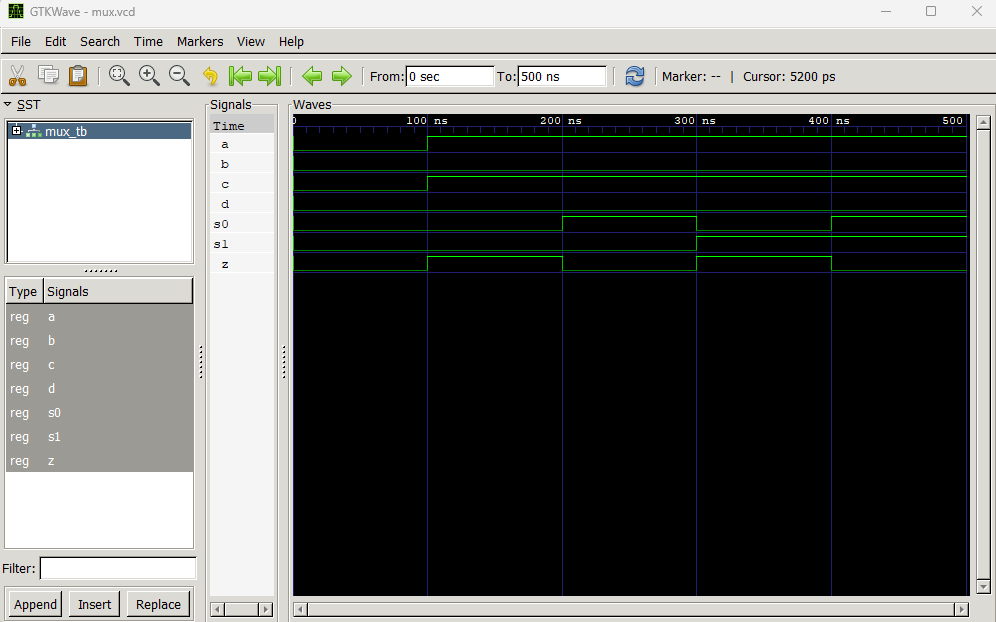 GTKWave - mux.vcd
File Edit Search Time Markers View Help
From: 0 sec To: 500 ns Marker: -- | Cursor: 5200 ps
SST
mux_tb
Type Signals
reg a
reg b
reg c
reg d
reg s0
reg s1
reg z
Filter:
Append Insert Replace
Signals
Time
a
b
c
d
s0
s1
z
Waves
100 ns 200 ns 300 ns 400 ns 500